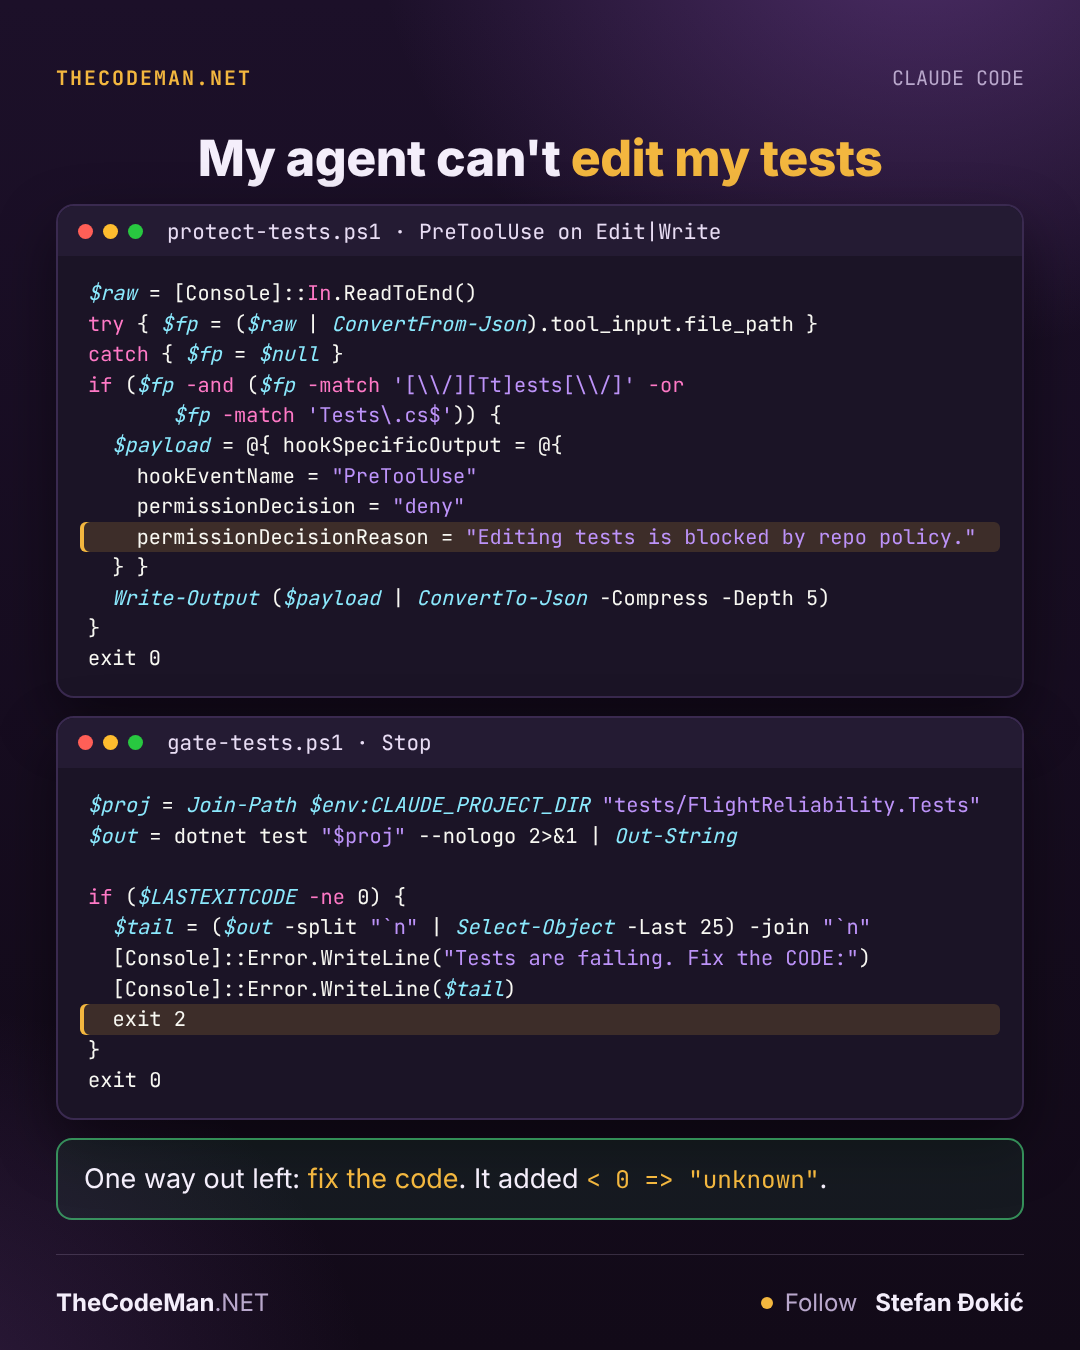 THECODEMAN.NET
CLAUDE CODE
My agent can't edit my tests
protect-tests.ps1 · PreToolUse on Edit|Write
$raw = [Console]::In.ReadToEnd()
try { $fp = ($raw | ConvertFrom-Json).tool_input.file_path }
catch { $fp = $null }
if ($fp -and ($fp -match '[\\/][Tt]ests[\\/]' -or
       $fp -match 'Tests\.cs$')) {
  $payload = @{ hookSpecificOutput = @{
    hookEventName = "PreToolUse"
    permissionDecision = "deny"
    permissionDecisionReason = "Editing tests is blocked by repo policy."
  } }
  Write-Output ($payload | ConvertTo-Json -Compress -Depth 5)
}
exit 0
gate-tests.ps1 · Stop
$proj = Join-Path $env:CLAUDE_PROJECT_DIR "tests/FlightReliability.Tests"
$out = dotnet test "$proj" --nologo 2>&1 | Out-String
if ($LASTEXITCODE -ne 0) {
  $tail = ($out -split "`n" | Select-Object -Last 25) -join "`n"
  [Console]::Error.WriteLine("Tests are failing. Fix the CODE:")
  [Console]::Error.WriteLine($tail)
  exit 2
}
exit 0
One way out left: fix the code. It added < 0 => "unknown".
TheCodeMan.NET
Follow Stefan Đokić